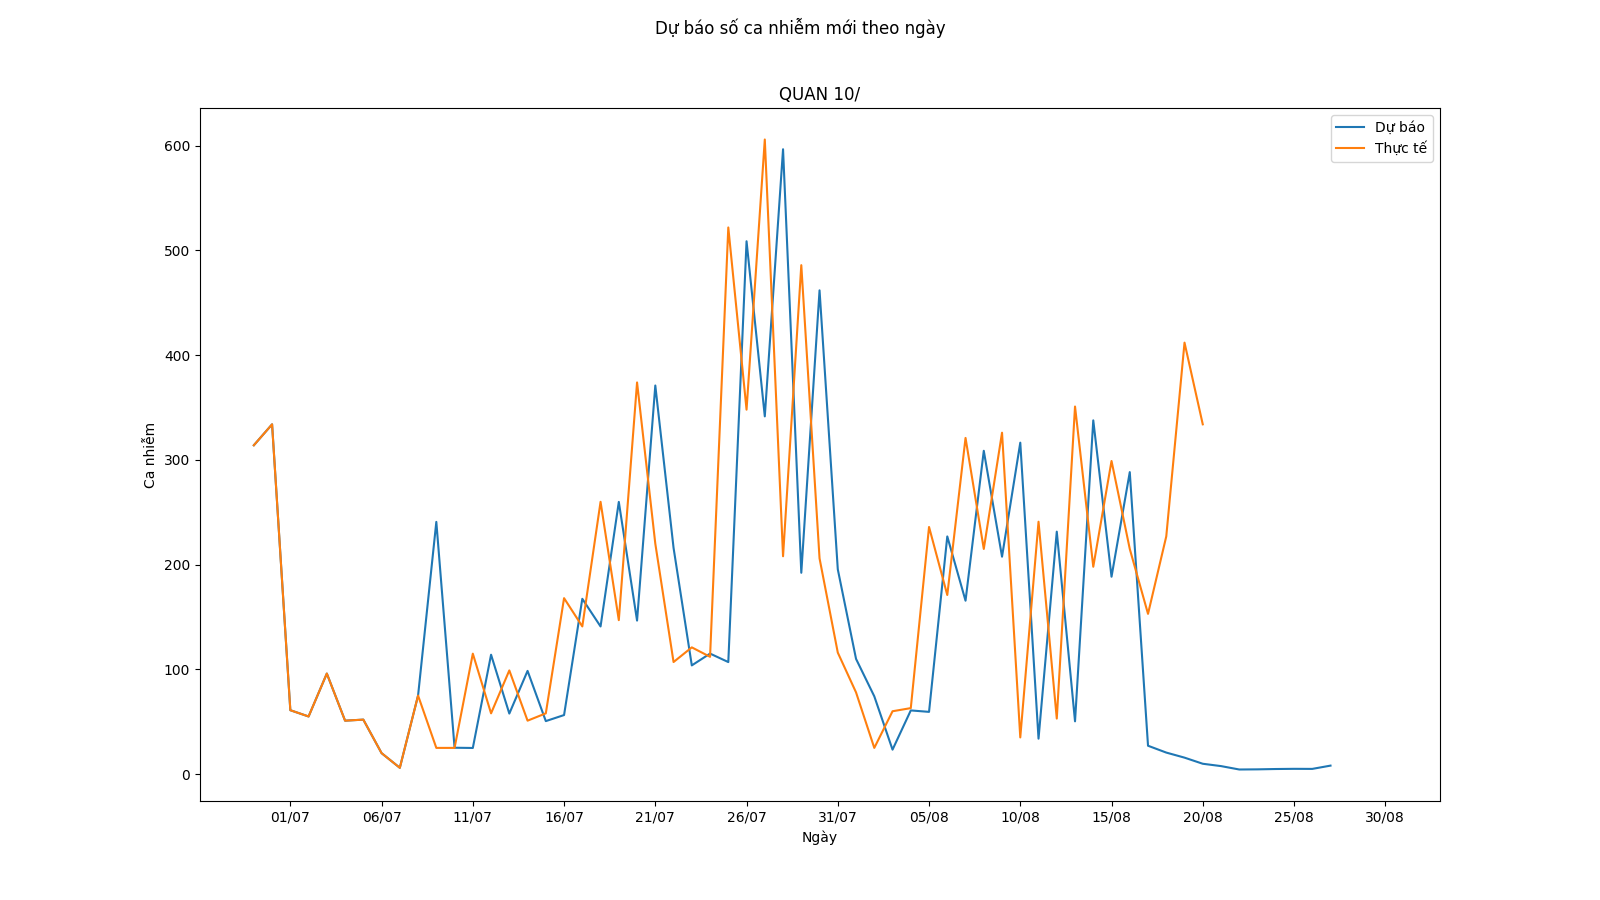 Dự báo số ca nhiễm mới theo ngày
QUAN 10/
Dự báo
Thực tế
600
500
400
300
200
100
0
Ca nhiễm
01/07 06/07 11/07 16/07 21/07 26/07 31/07 05/08 10/08 15/08 20/08 25/08 30/08
Ngày